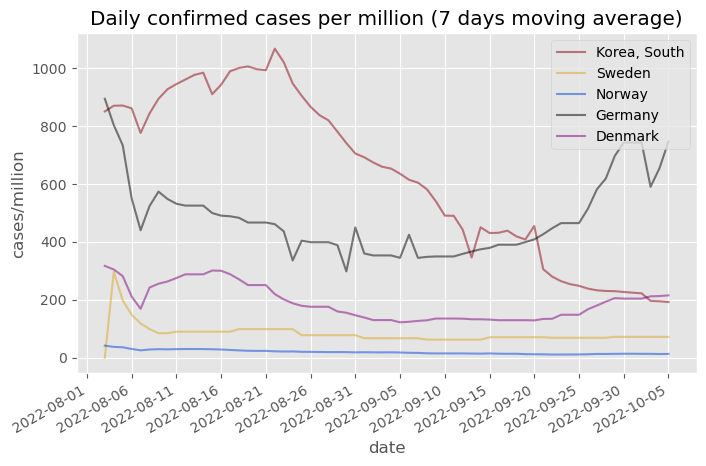 Daily confirmed cases per million (7 days moving average)
Korea, South
Sweden
Norway
Germany
Denmark
cases/million
1000
800
600
400
200
0
2022-08-01
2022-08-06
2022-08-11
2022-08-16
2022-08-21
2022-08-26
2022-08-31
2022-09-05
2022-09-10
2022-09-15
2022-09-20
2022-09-25
2022-09-30
2022-10-05
date